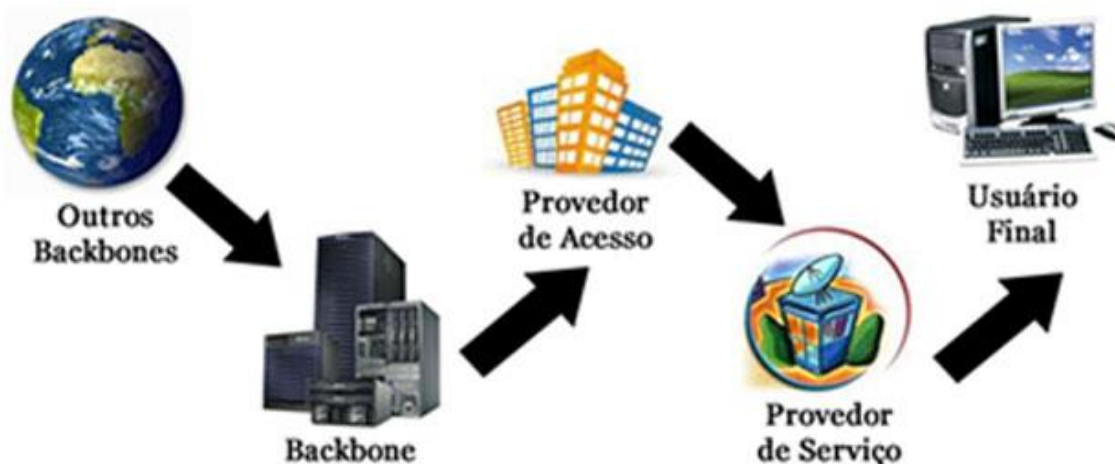 Outros
Backbones
Backbone
Provedor
de Acesso
Provedor
de Serviço
Usuário
Final